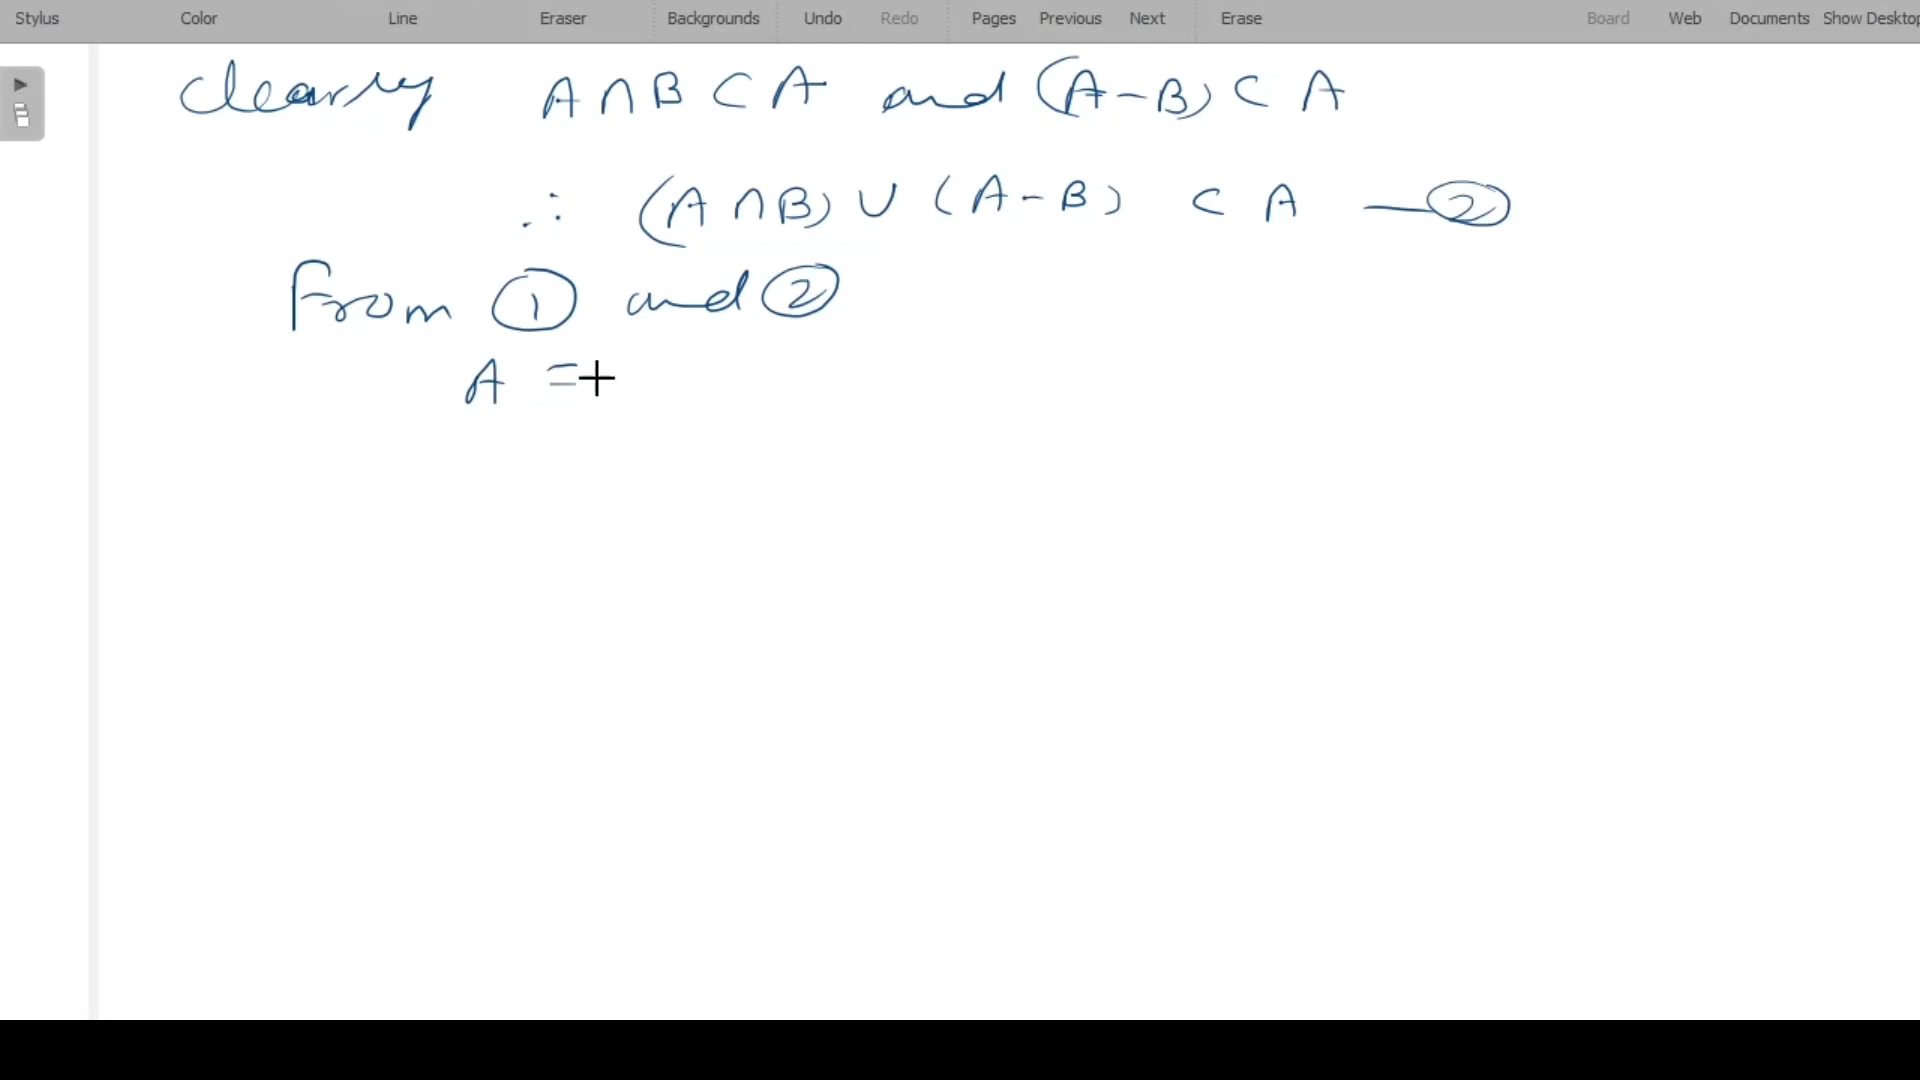 Stylus Color Line Eraser Backgrounds Undo Redo Pages Previous Next Erase Board Web Documents Show Desktop
Clearly A ∩ B ⊂ A and (A - B) ⊂ A
∴ (A ∩ B) ∪ (A - B) ⊂ A — ②
From ① and ②
A =